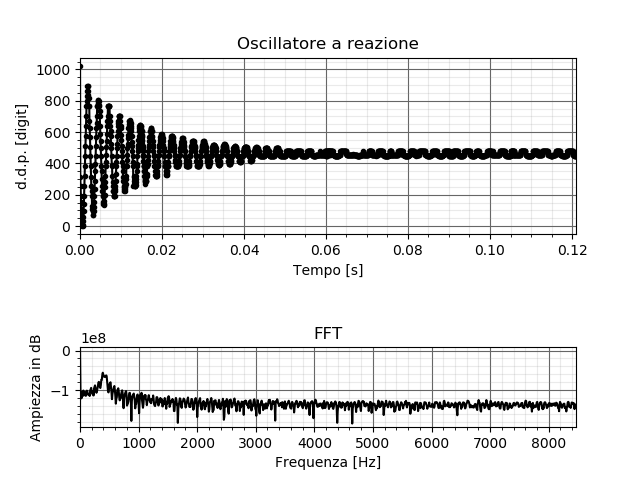 Oscillatore a reazione
1000
800
600
400
200
0
d.d.p. [digit]
0.00 0.02 0.04 0.06 0.08 0.10 0.12
Tempo [s]
FFT
1e8
0
−1
Ampiezza in dB
0 1000 2000 3000 4000 5000 6000 7000 8000
Frequenza [Hz]